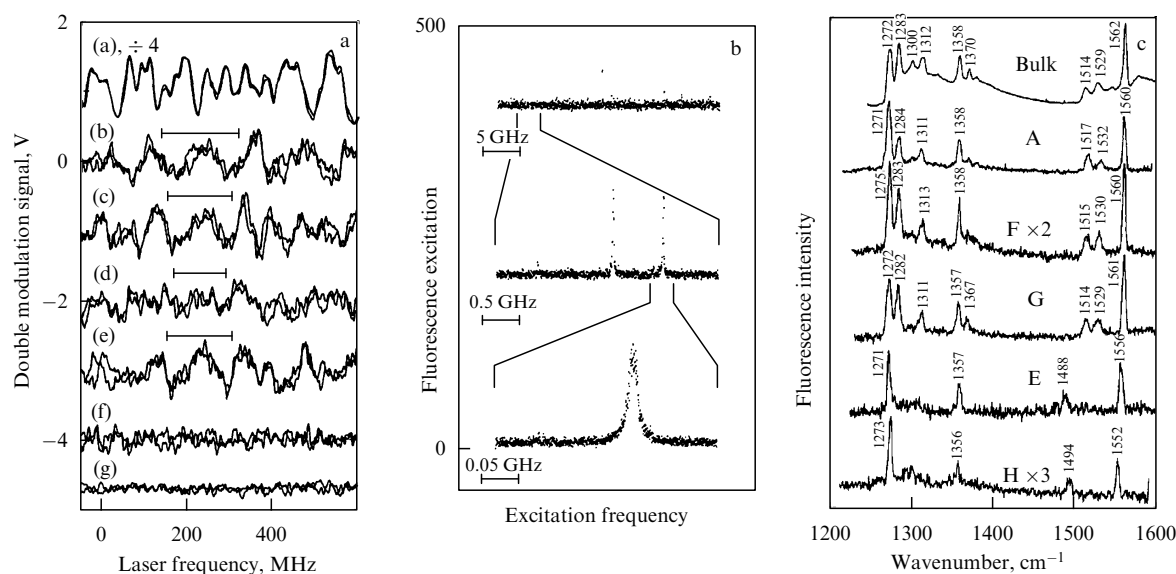 2
(a), ÷ 4
a
(b)
0
(c)
(d)
−2
(e)
(f)
−4
(g)
0
200
400
Laser frequency, MHz
Double modulation signal, V
500
b
5 GHz
0.5 GHz
0
0.05 GHz
Excitation frequency
Fluorescence excitation
c
1272
1283
1300
1312
1358
1370
Bulk
1514
1529
1562
1271
1284
1311
1358
A
1517
1532
1560
1275
1283
1313
1358
F ×2
1515
1530
1560
1272
1282
1311
1357
1367
G
1514
1529
1561
1271
1357
E
1488
1556
1273
1356
H ×3
1494
1552
1200
1300
1400
1500
1600
Wavenumber, cm−1
Fluorescence intensity